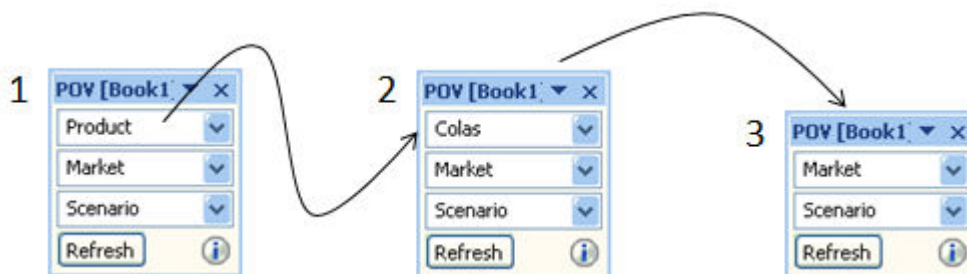 1
POV [Book1]
Product
Market
Scenario
Refresh
2
POV [Book1]
Colas
Market
Scenario
Refresh
3
POV [Book1]
Market
Scenario
Refresh